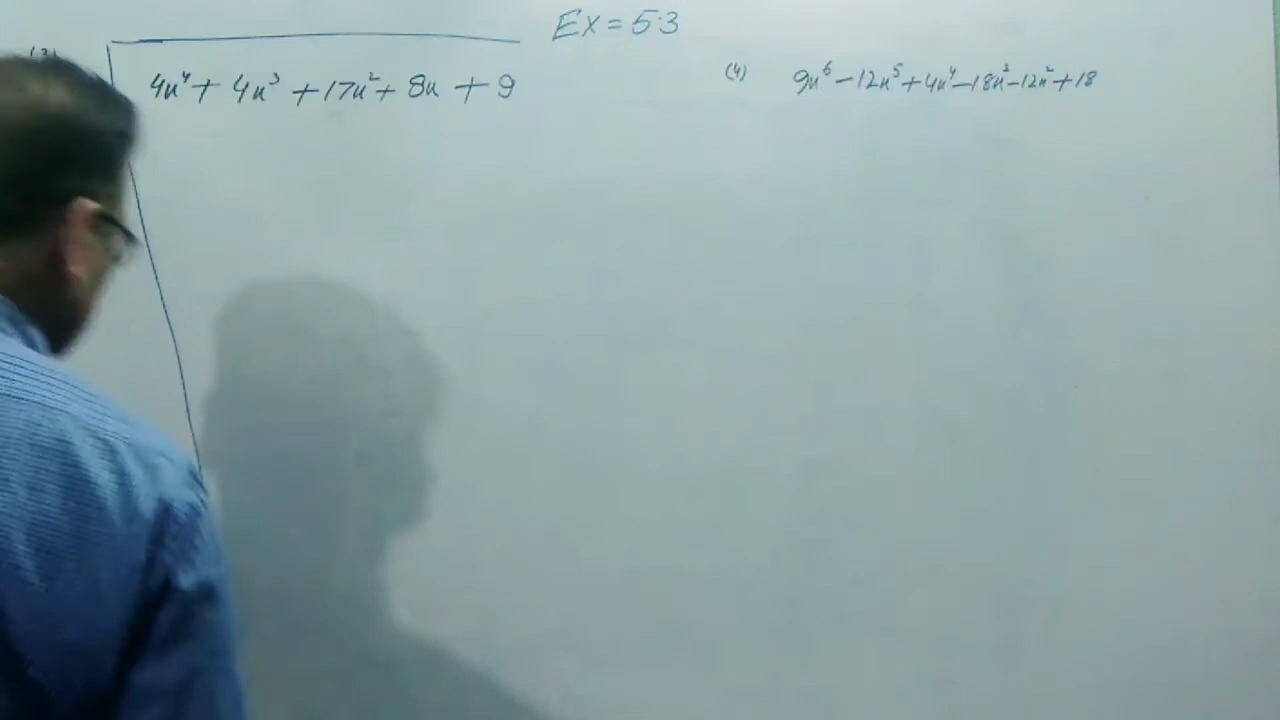 Ex = 5.3
4x⁴ + 4x³ + 17x² + 8x + 9
(4) 9x⁶ - 12x⁵ + 4x⁴ - 18x³ - 12x² + 18